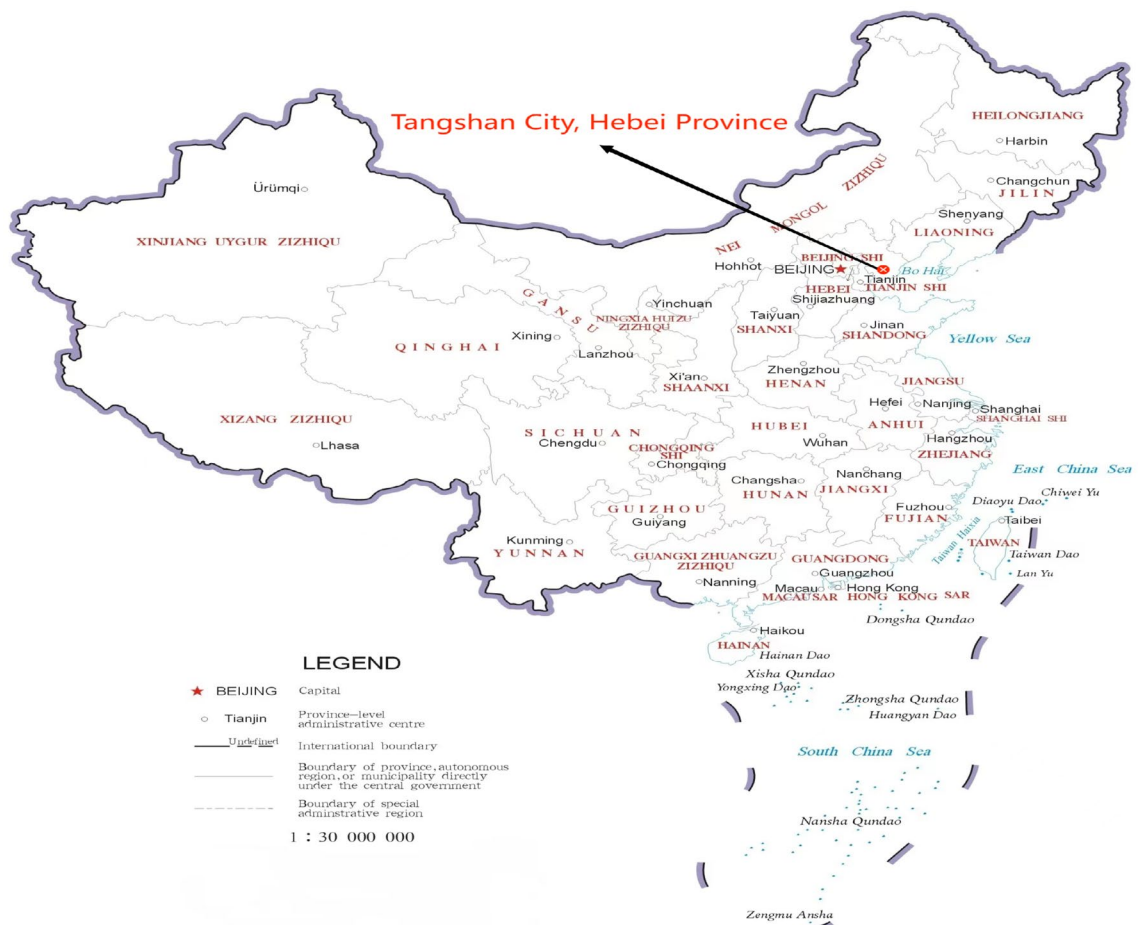 Tangshan City, Hebei Province
HEILONGJIANG
Harbin
Changchun
JILIN
Shenyang
LIAONING
NEI MONGOL ZIZHIQU
Ürümqi
XINJIANG UYGUR ZIZHIQU
Hohhot
BEIJING SHI
BEIJING
Bo Hai
Tianjin
HEBEI
TIANJIN SHI
Shijiazhuang
GANSU
Yinchuan
NINGXIA HUIZU
ZIZHIQU
Taiyuan
SHANXI
Jinan
SHANDONG
Yellow Sea
Xining
QINGHAI
Lanzhou
Zhengzhou
HENAN
Xi'an
SHAANXI
JIANGSU
Hefei
Nanjing
Shanghai
SHANGHAI SHI
ANHUI
XIZANG ZIZHIQU
Lhasa
SICHUAN
Chengdu
HUBEI
Wuhan
Hangzhou
ZHEJIANG
CHONGQING
SHI
Chongqing
East China Sea
Nanchang
Changsha
HUNAN
JIANGXI
Chiwei Yu
Diaoyu Dao
GUIZHOU
Guiyang
Fuzhou
FUJIAN
Taibei
Taiwan Haixia
TAIWAN
Taiwan Dao
Lan Yu
Kunming
YUNNAN
GUANGXI ZHUANGZU
ZIZHIQU
Nanning
GUANGDONG
Guangzhou
Macau
Hong Kong
MACAU SAR HONG KONG SAR
Dongsha Qundao
Haikou
HAINAN
Hainan Dao
Xisha Qundao
Yongxing Dao
Zhongsha Qundao
Huangyan Dao
South China Sea
Nansha Qundao
Zengmu Ansha
LEGEND
BEIJING Capital
Tianjin Province-level
administrative centre
Undefined International boundary
Boundary of province, autonomous
region, or municipality directly
under the central government
Boundary of special
adminstrative region
1 : 30 000 000